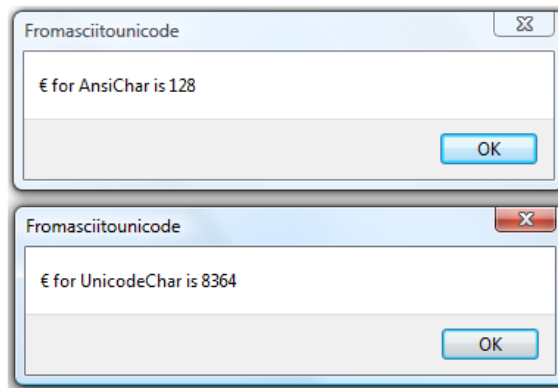 Fromasciitounicode
€ for AnsiChar is 128
OK
Fromasciitounicode
€ for UnicodeChar is 8364
OK